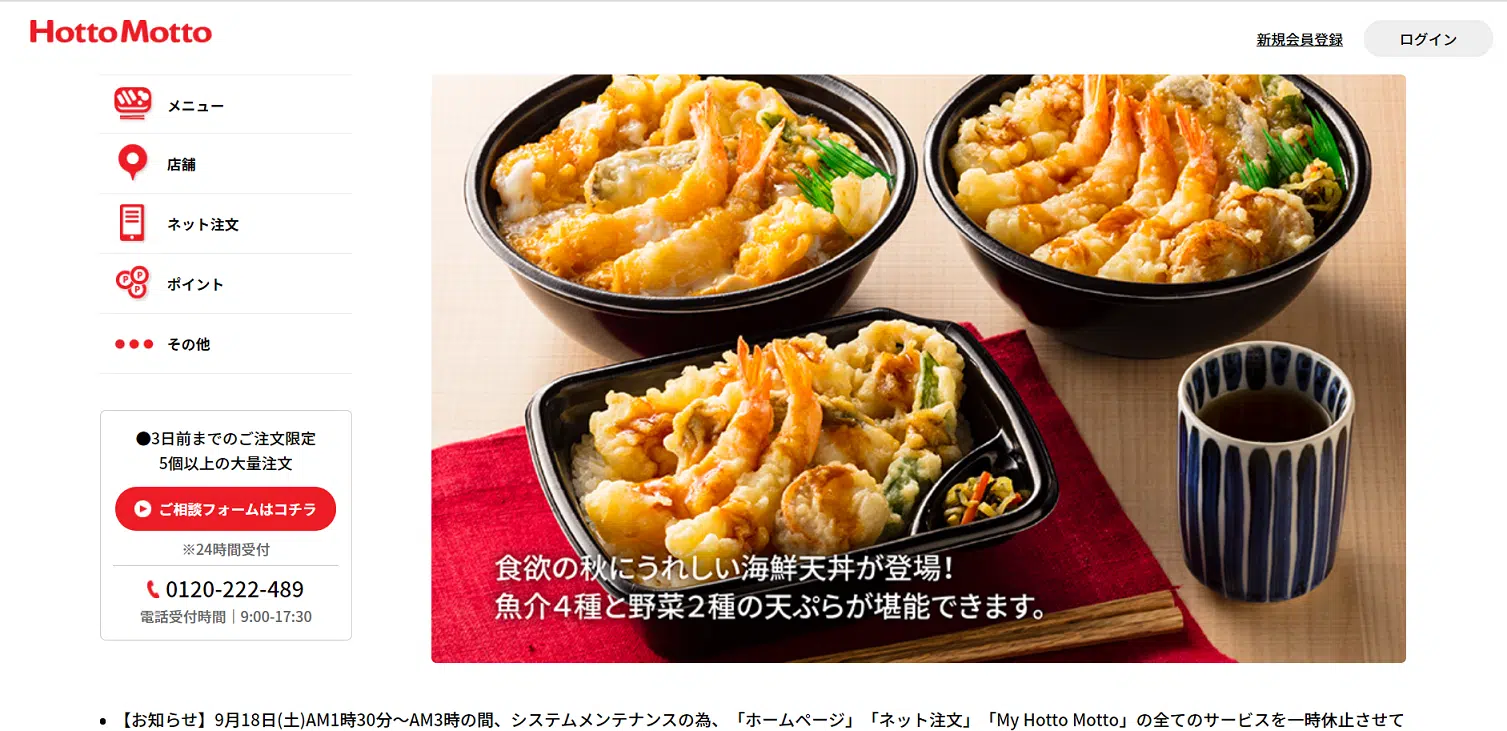 Hotto Motto
新規会員登録
ログイン
メニュー
店舗
ネット注文
ポイント
その他
●3日前までのご注文限定
5個以上の大量注文
ご相談フォームはコチラ
※24時間受付
0120-222-489
電話受付時間｜9:00-17:30
食欲の秋にうれしい海鮮天丼が登場!
魚介4種と野菜2種の天ぷらが堪能できます。
• 【お知らせ】9月18日(土)AM1時30分～AM3時の間、システムメンテナンスの為、「ホームページ」「ネット注文」「My Hotto Motto」の全てのサービスを一時休止させて